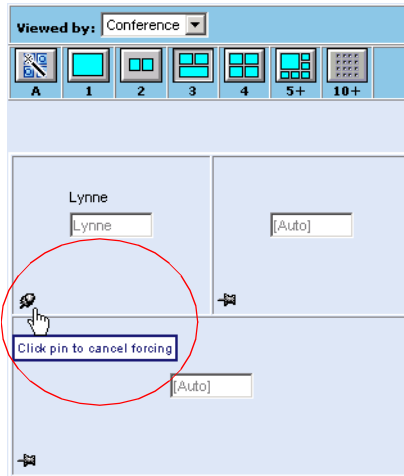 Viewed by: Conference
A 1 2 3 4 5+ 10+
Lynne
Lynne [Auto]
Click pin to cancel forcing
[Auto]